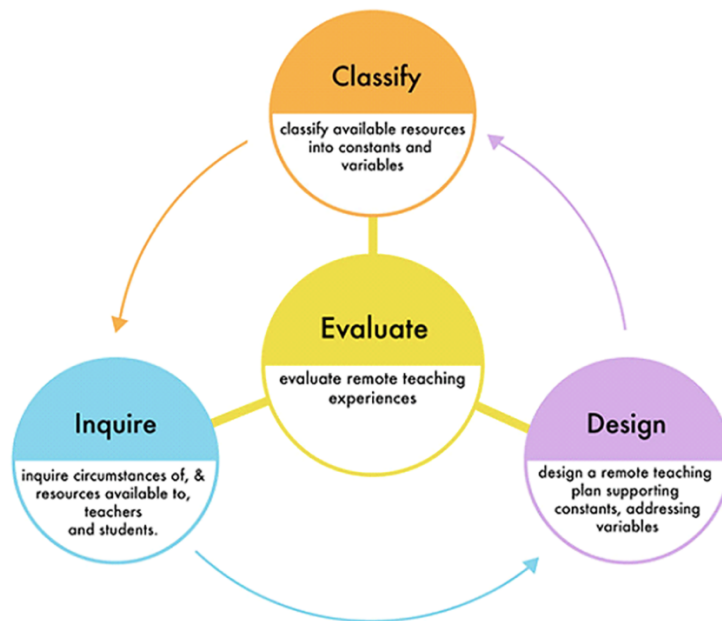 Classify
classify available resources
into constants and
variables
Evaluate
evaluate remote teaching
experiences
Inquire
inquire circumstances of, &
resources available to,
teachers
and students.
Design
design a remote teaching
plan supporting
constants, addressing
variables